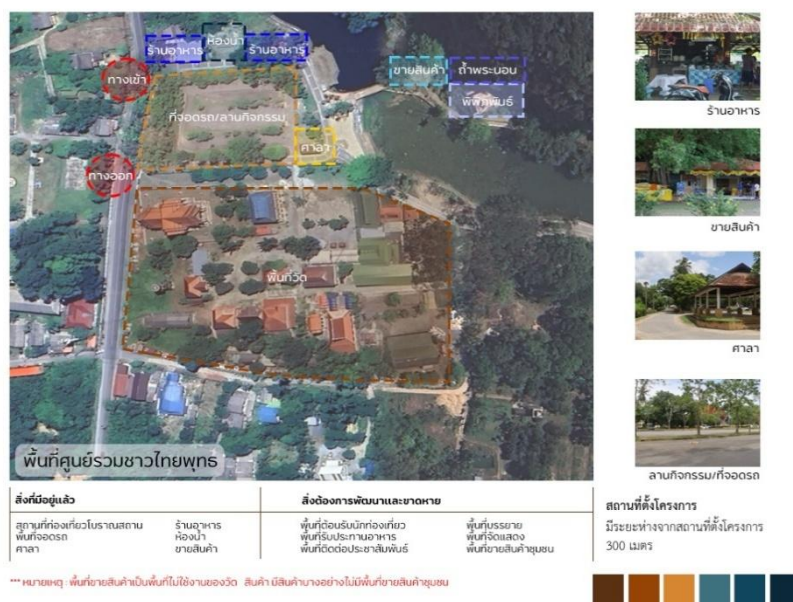 ห้องน้ำ
ร้านอาหาร
ร้านอาหาร
ทางเข้า
ขายสินค้า
ถ้ำพระนอน
พิพิภพันธ์
ที่จอดรถ/ลานกิจกรรม
ศาลา
ทางออก
พื้นที่วัด
พื้นที่ศูนย์รวมชาวไทยพุทธ
ร้านอาหาร
ขายสินค้า
ศาลา
ลานกิจกรรม/ที่จอดรถ
สิ่งที่มีอยู่แล้ว
สถานที่ท่องเที่ยวโบราณสถาน
พื้นที่จอดรถ
ศาลา
ร้านอาหาร
ห้องน้ำ
ขายสินค้า
สิ่งต้องการพัฒนาและขาดหาย
พื้นที่ต้อนรับนักท่องเที่ยว
พื้นที่รับประทานอาหาร
พื้นที่ติดต่อประชาสัมพันธ์
พื้นที่บรรยาย
พื้นที่จัดแสดง
พื้นที่ขายสินค้าชุมชน
สถานที่ตั้งโครงการ
มีระยะห่างจากสถานที่ตั้งโครงการ
300 เมตร
*** หมายเหตุ : พื้นที่ขายสินค้าเป็นพื้นที่ไม่ใช้งานของวัด สินค้า มีสินค้าบางอย่างไม่มีพื้นที่ขายสินค้าชุมชน